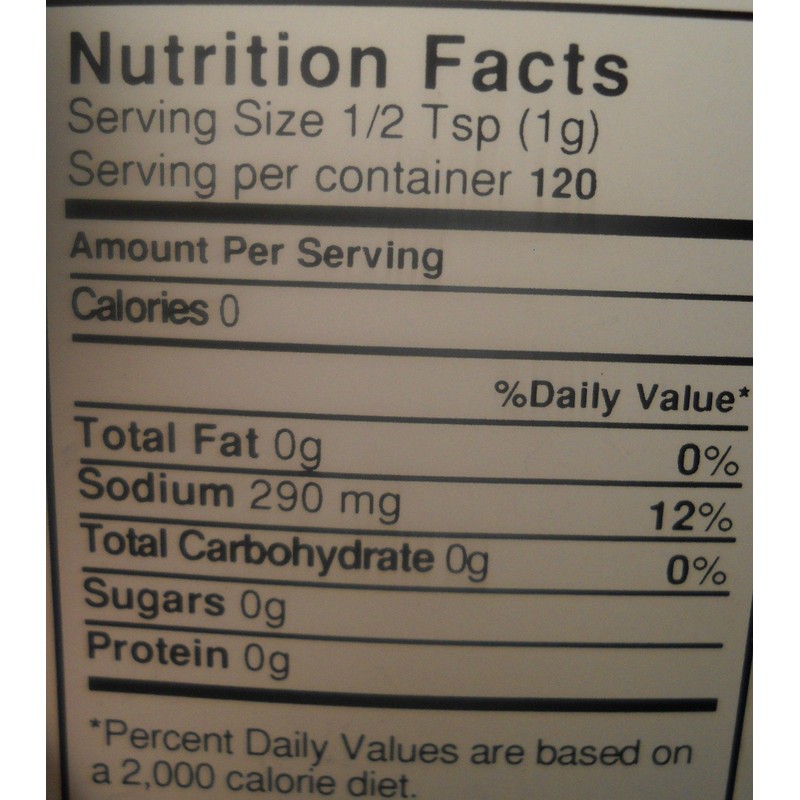 Nutrition Facts
Serving Size 1/2 Tsp (1g)
Serving per container 120
Amount Per Serving
Calories 0
%Daily Value*
Total Fat 0g 0%
Sodium 290 mg 12%
Total Carbohydrate 0g 0%
Sugars 0g
Protein 0g
*Percent Daily Values are based on
a 2,000 calorie diet.